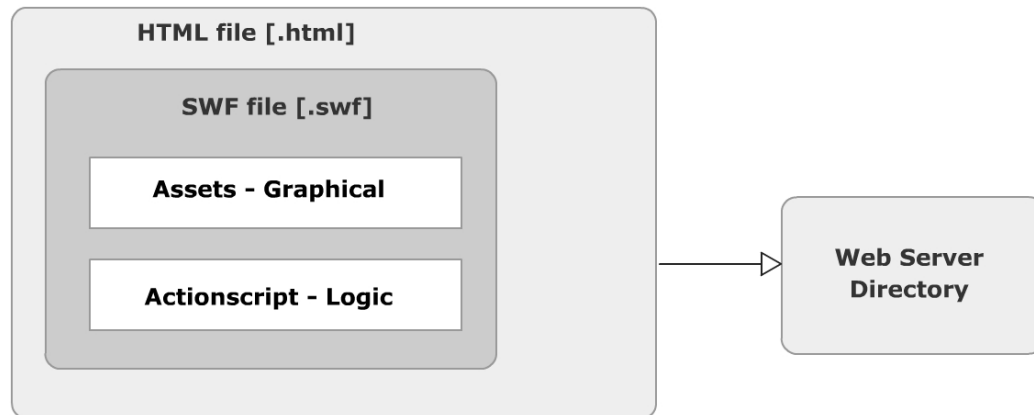 HTML file [.html]
SWF file [.swf]
Assets - Graphical
Actionscript - Logic
Web Server
Directory